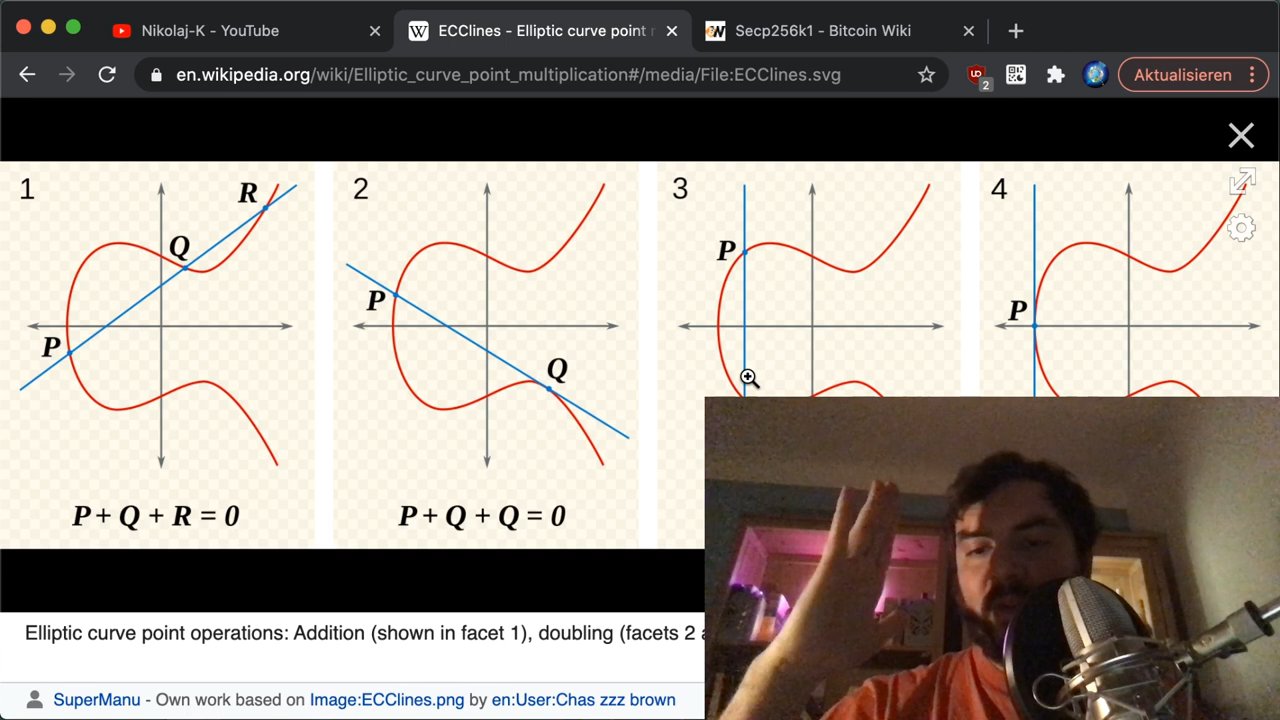 Nikolaj-K - YouTube
ECClines - Elliptic curve point
Secp256k1 - Bitcoin Wiki
en.wikipedia.org/wiki/Elliptic_curve_point_multiplication#/media/File:ECClines.svg
2
Aktualisieren
1
R
Q
P
P + Q + R = 0
2
P
Q
P + Q + Q = 0
3
P
4
P
Elliptic curve point operations: Addition (shown in facet 1), doubling (facets 2
SuperManu - Own work based on Image:ECClines.png by en:User:Chas zzz brown